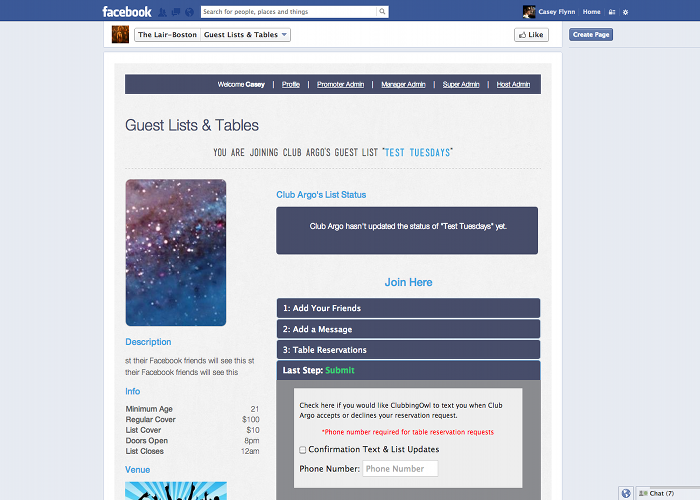 facebook
Search for people, places and things
Casey Flynn
Home
The Lair-Boston
Guest Lists & Tables
Like
Create Page
Welcome Casey | Profile | Promoter Admin | Manager Admin | Super Admin | Host Admin
Guest Lists & Tables
YOU ARE JOINING CLUB ARGO'S GUEST LIST "TEST TUESDAYS"
Club Argo's List Status
Club Argo hasn't updated the status of "Test Tuesdays" yet.
Join Here
1: Add Your Friends
2: Add a Message
3: Table Reservations
Last Step: Submit
Check here if you would like ClubbingOwl to text you when Club
Argo accepts or declines your reservation request.
*Phone number required for table reservation requests
Confirmation Text & List Updates
Phone Number: Phone Number
Description
st their Facebook friends will see this st
their Facebook friends will see this
Info
Minimum Age 21
Regular Cover $100
List Cover $10
Doors Open 8pm
List Closes 12am
Venue
Chat (7)